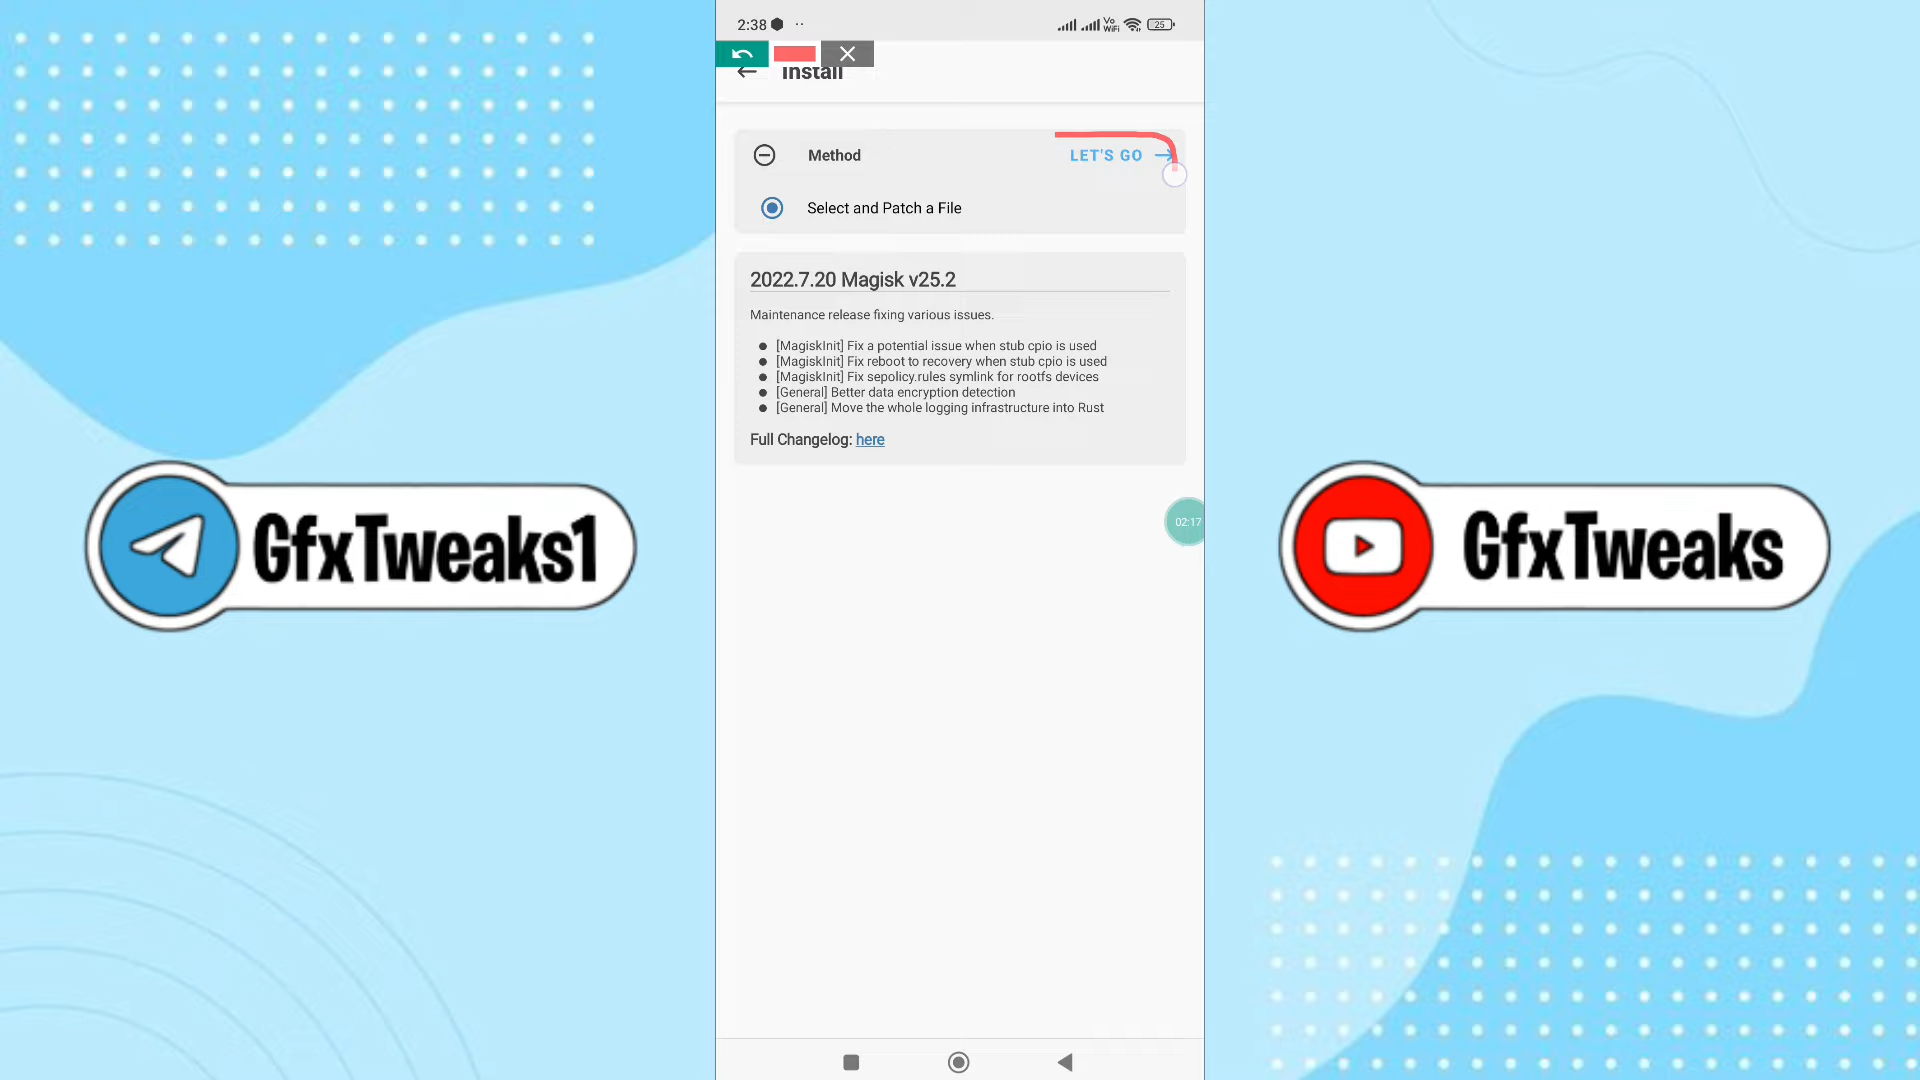 2:38
Vo
WiFi
25
Install
Method
LET'S GO
Select and Patch a File
2022.7.20 Magisk v25.2
Maintenance release fixing various issues.
[MagiskInit] Fix a potential issue when stub cpio is used
[MagiskInit] Fix reboot to recovery when stub cpio is used
[MagiskInit] Fix sepolicy.rules symlink for rootfs devices
[General] Better data encryption detection
[General] Move the whole logging infrastructure into Rust
Full Changelog: here
02:17
GfxTweaks1
GfxTweaks